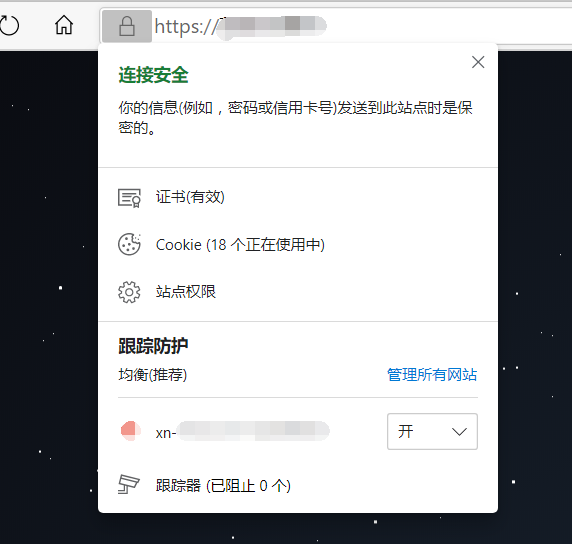 https://
连接安全
你的信息(例如，密码或信用卡号)发送到此站点时是保
密的。
证书(有效)
Cookie (18 个正在使用中)
站点权限
跟踪防护
均衡(推荐)
管理所有网站
xn-
开
跟踪器 (已阻止 0 个)